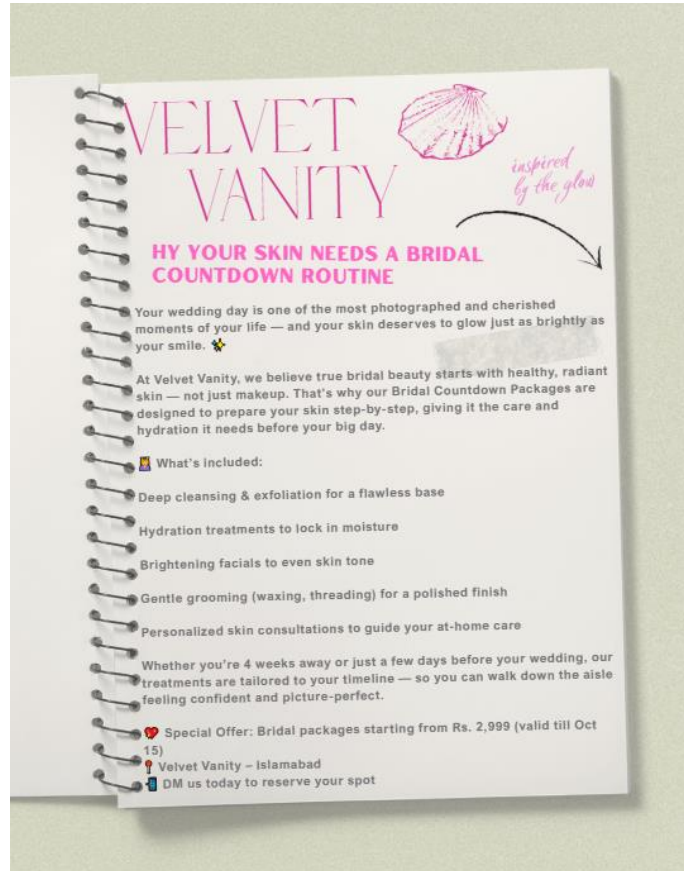 VELVET
VANITY
inspired
by the glow
HY YOUR SKIN NEEDS A BRIDAL
COUNTDOWN ROUTINE
Your wedding day is one of the most photographed and cherished
moments of your life — and your skin deserves to glow just as brightly as
your smile. ✨
At Velvet Vanity, we believe true bridal beauty starts with healthy, radiant
skin — not just makeup. That's why our Bridal Countdown Packages are
designed to prepare your skin step-by-step, giving it the care and
hydration it needs before your big day.
💆‍♀️ What's included:
Deep cleansing & exfoliation for a flawless base
Hydration treatments to lock in moisture
Brightening facials to even skin tone
Gentle grooming (waxing, threading) for a polished finish
Personalized skin consultations to guide your at-home care
Whether you're 4 weeks away or just a few days before your wedding, our
treatments are tailored to your timeline — so you can walk down the aisle
feeling confident and picture-perfect.
💖 Special Offer: Bridal packages starting from Rs. 2,999 (valid till Oct
15)
📍 Velvet Vanity – Islamabad
📲 DM us today to reserve your spot